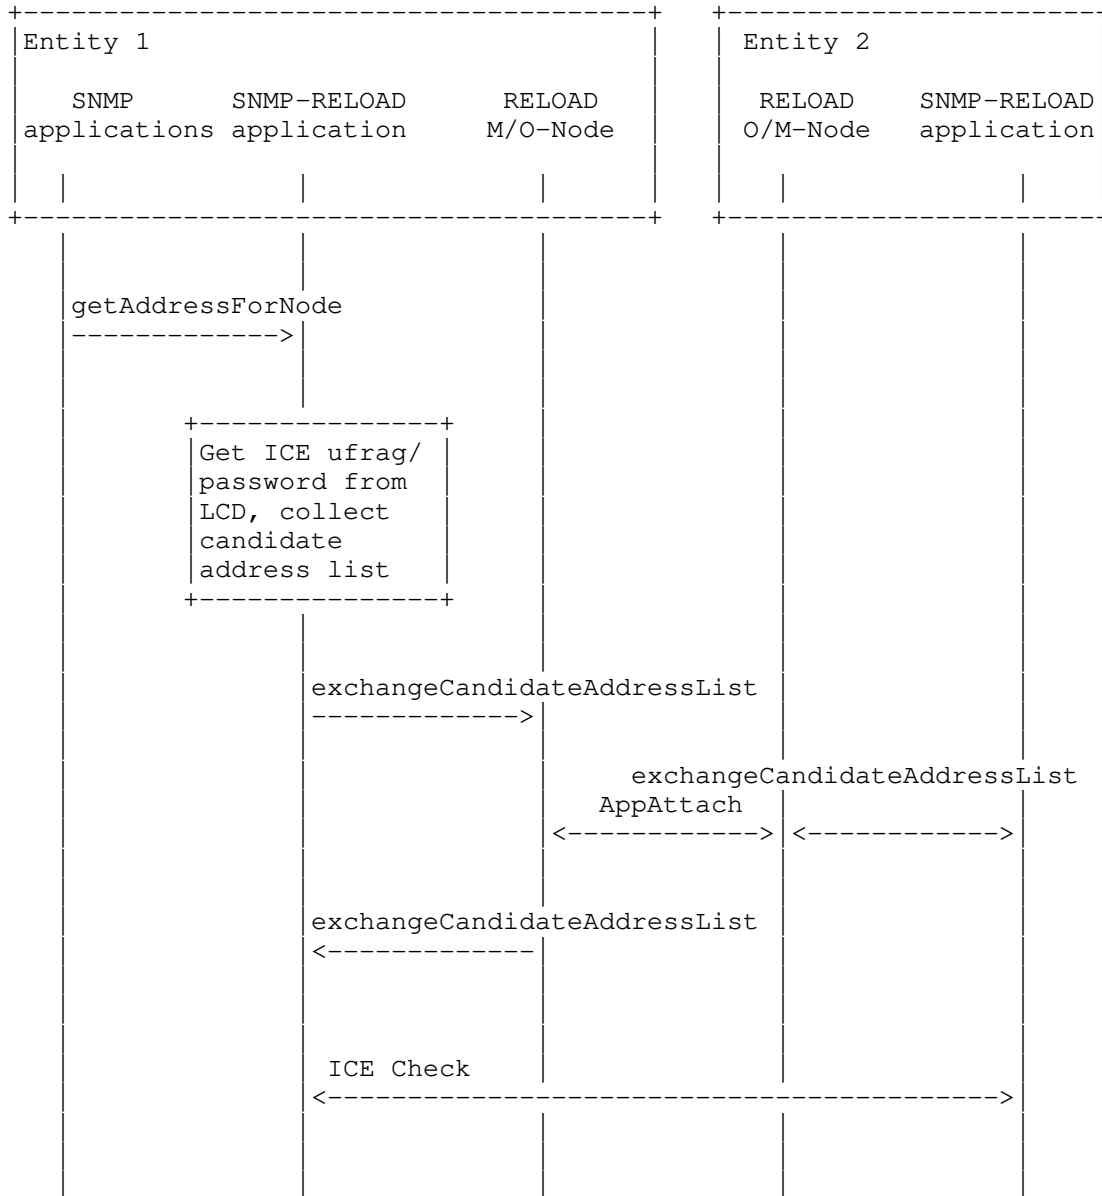 Entity 1 Entity 2
SNMP SNMP-RELOAD RELOAD RELOAD SNMP-RELOAD
applications application M/O-Node O/M-Node application
getAddressForNode
Get ICE ufrag/
password from
LCD, collect
candidate
address list
exchangeCandidateAddressList
exchangeCandidateAddressList
AppAttach
exchangeCandidateAddressList
ICE Check